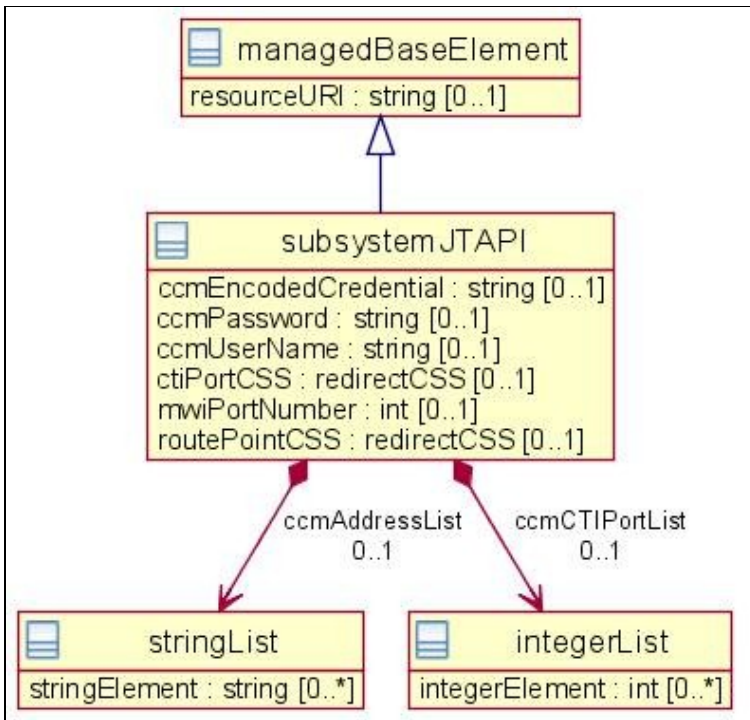 managedBaseElement
resourceURI : string [0..1]
subsystemJTAPI
ccmEncodedCredential : string [0..1]
ccmPassword : string [0..1]
ccmUserName : string [0..1]
ctiPortCSS : redirectCSS [0..1]
mwiPortNumber : int [0..1]
routePointCSS : redirectCSS [0..1]
ccmAddressList
0..1
ccmCTIPortList
0..1
stringList
stringElement : string [0..*]
integerList
integerElement : int [0..*]